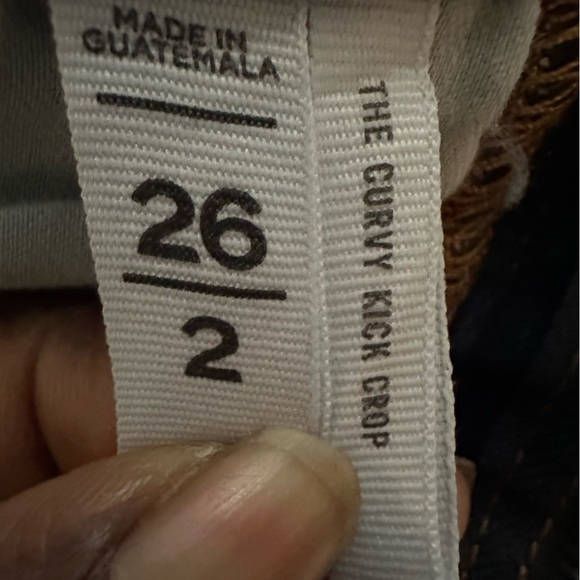 MADE IN
GUATEMALA
26
2
THE CURVY KICK CROP